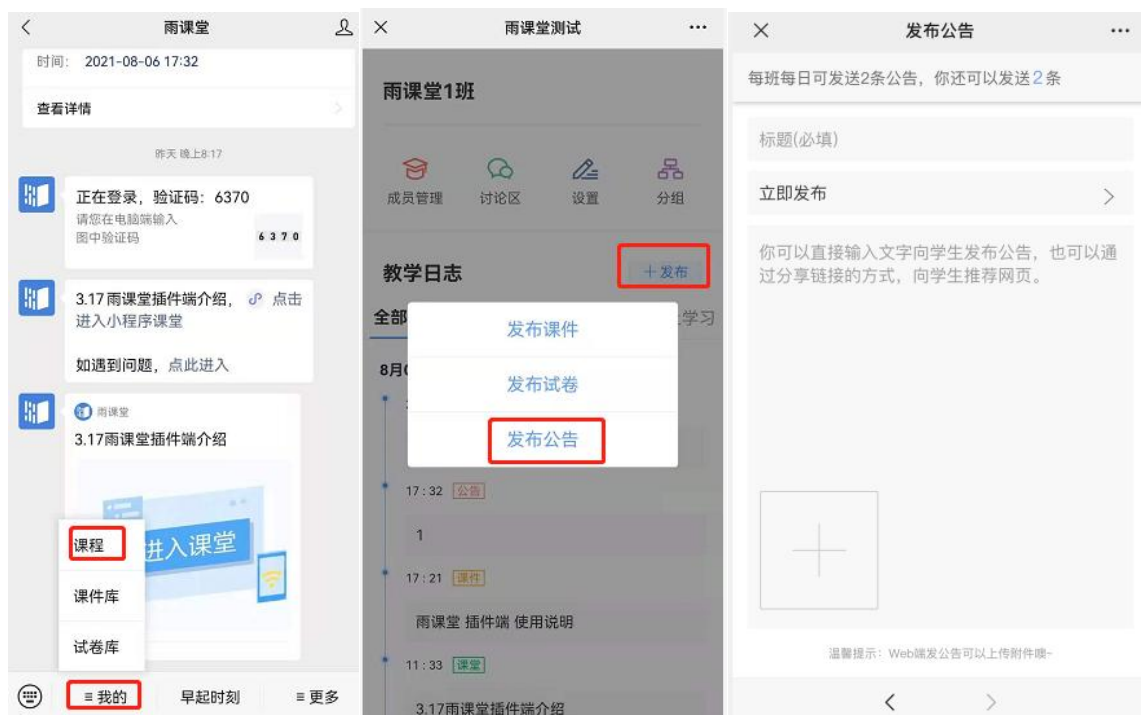 雨课堂
时间： 2021-08-06 17:32
查看详情
昨天 晚上8:17
正在登录，验证码：6370
请您在电脑端输入
图中验证码
6 3 7 0
3.17雨课堂插件端介绍， 点击
进入小程序课堂
如遇到问题，点此进入
雨课堂
3.17雨课堂插件端介绍
进入课堂
课程
课件库
试卷库
我的
早起时刻
更多
雨课堂测试
雨课堂1班
成员管理
讨论区
设置
分组
教学日志
+发布
全部
上学习
发布课件
发布试卷
发布公告
8月
17:32 公告
1
17:21 课件
雨课堂 插件端 使用说明
11:33 课堂
3.17雨课堂插件端介绍
发布公告
每班每日可发送2条公告，你还可以发送2条
标题(必填)
立即发布
你可以直接输入文字向学生发布公告，也可以通
过分享链接的方式，向学生推荐网页。
温馨提示：Web端发公告可以上传附件噢~